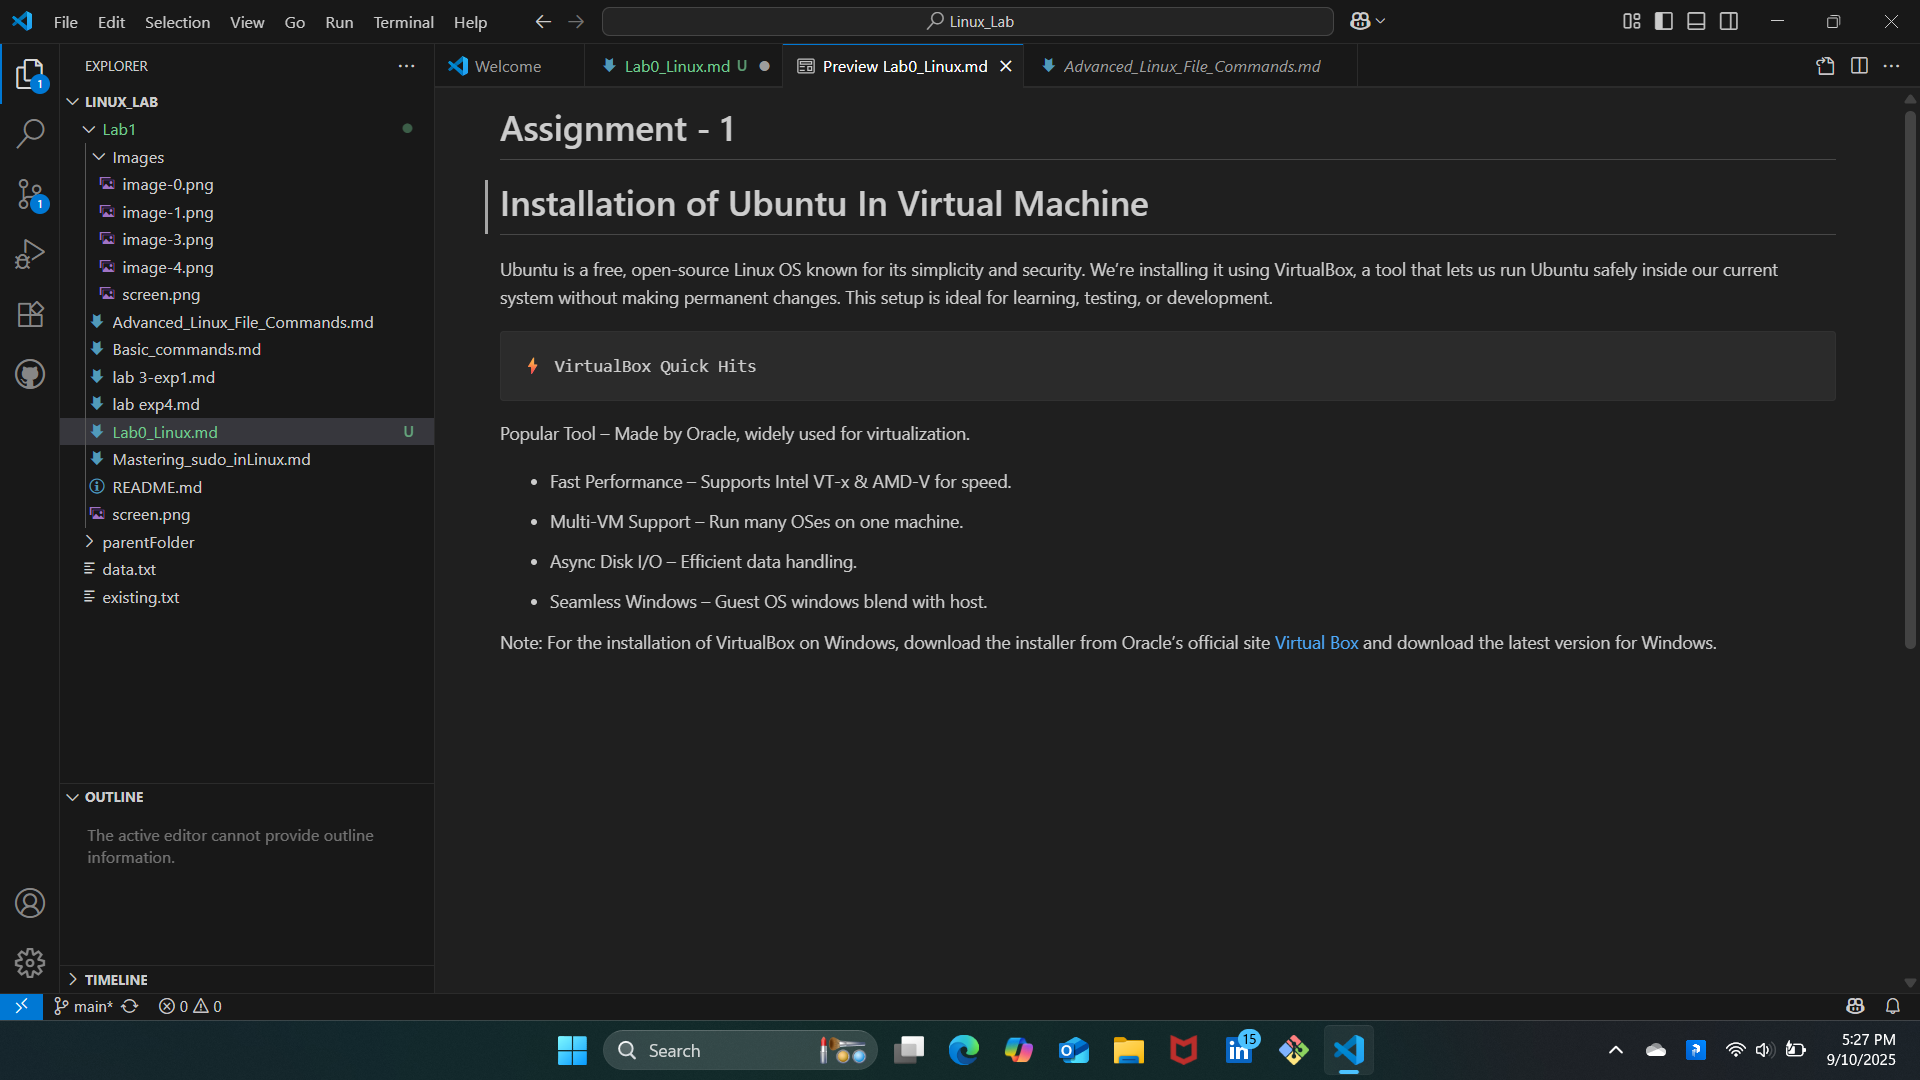 File Edit Selection View Go Run Terminal Help
Linux_Lab
EXPLORER
1
1
LINUX_LAB
Lab1
Images
image-0.png
image-1.png
image-3.png
image-4.png
screen.png
Advanced_Linux_File_Commands.md
Basic_commands.md
lab 3-exp1.md
lab exp4.md
Lab0_Linux.md U
Mastering_sudo_inLinux.md
README.md
screen.png
parentFolder
data.txt
existing.txt
OUTLINE
The active editor cannot provide outline
information.
TIMELINE
Welcome Lab0_Linux.md U Preview Lab0_Linux.md Advanced_Linux_File_Commands.md
Assignment - 1
Installation of Ubuntu In Virtual Machine
Ubuntu is a free, open-source Linux OS known for its simplicity and security. We’re installing it using VirtualBox, a tool that lets us run Ubuntu safely inside our current
system without making permanent changes. This setup is ideal for learning, testing, or development.
⚡ VirtualBox Quick Hits
Popular Tool – Made by Oracle, widely used for virtualization.
• Fast Performance – Supports Intel VT-x & AMD-V for speed.
• Multi-VM Support – Run many OSes on one machine.
• Async Disk I/O – Efficient data handling.
• Seamless Windows – Guest OS windows blend with host.
Note: For the installation of VirtualBox on Windows, download the installer from Oracle’s official site Virtual Box and download the latest version for Windows.
main* 0 0
Search
15
5:27 PM
9/10/2025